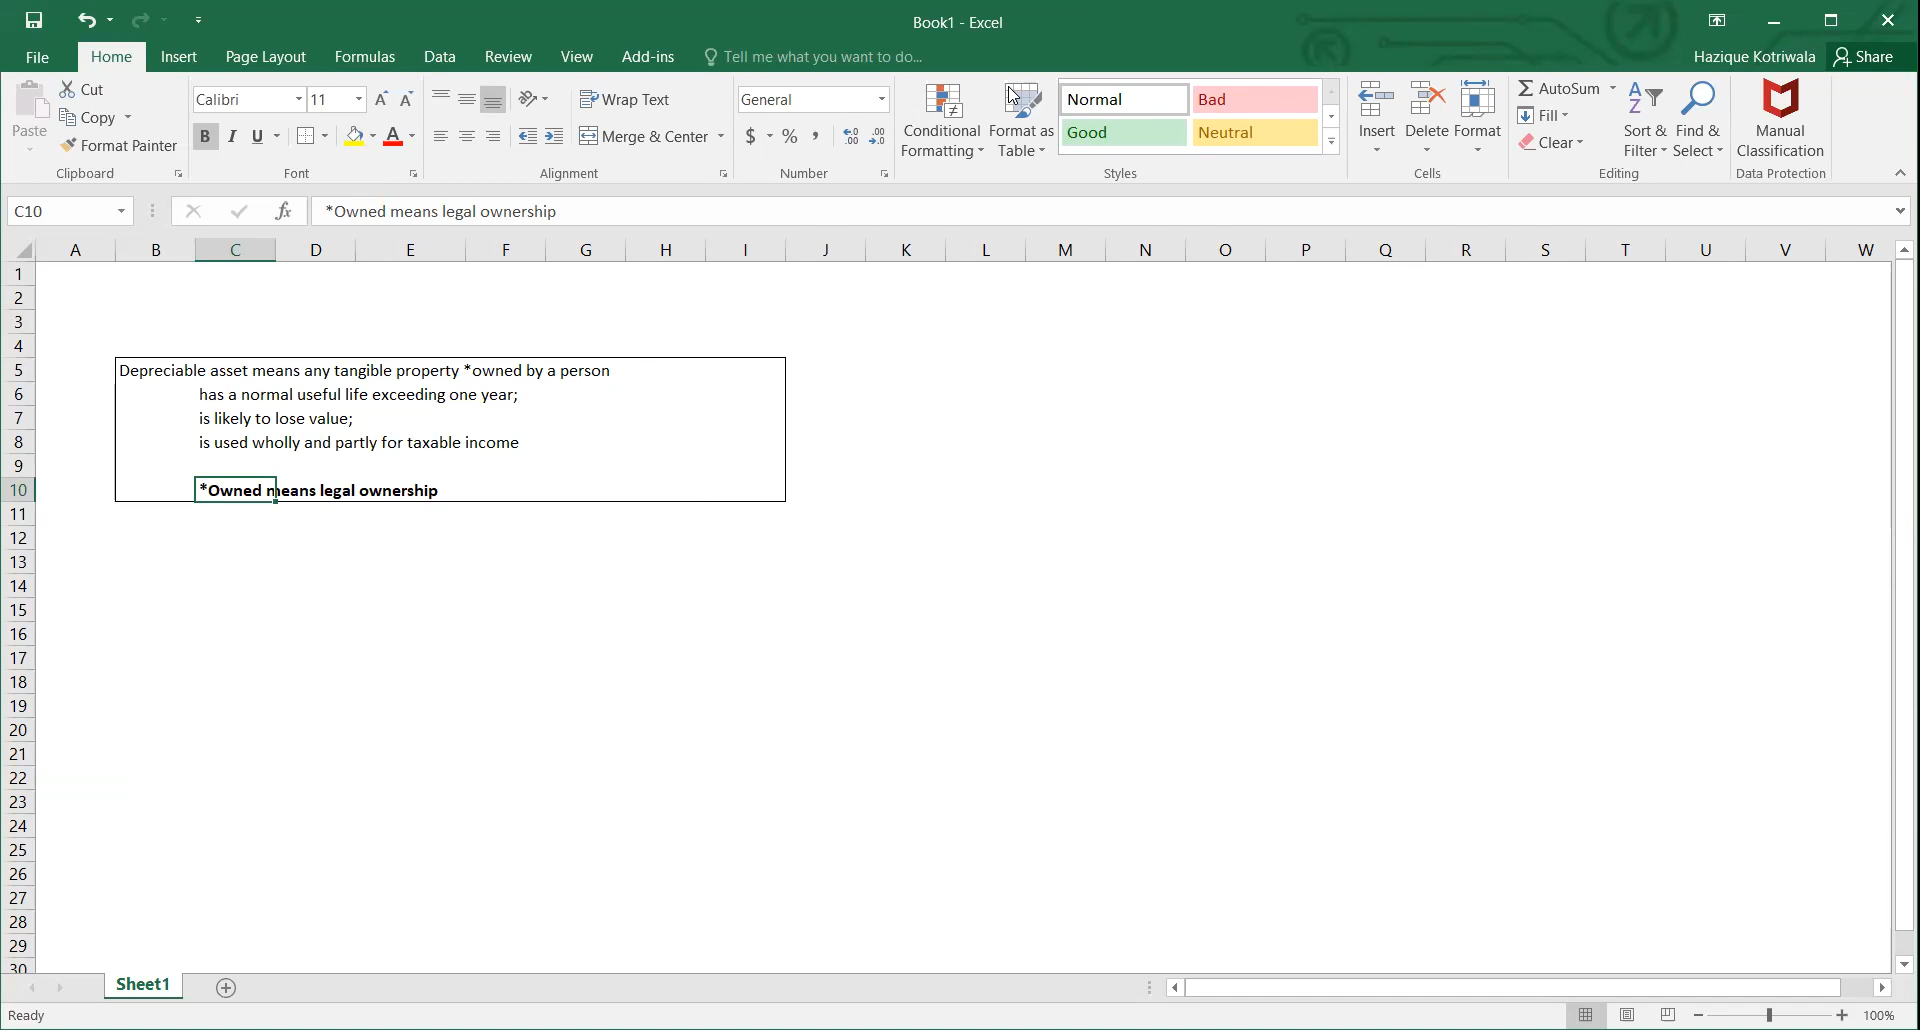 Book1 - Excel
File Home Insert Page Layout Formulas Data Review View Add-ins Tell me what you want to do... Hazique Kotriwala Share
Paste
Cut
Copy
Format Painter
Clipboard
Calibri 11
B I U
Font
Wrap Text
Merge & Center
Alignment
General
$ % ,
Number
Conditional Formatting
Format as Table
Normal Bad
Good Neutral
Styles
Insert Delete Format
Cells
AutoSum
Fill
Clear
Sort & Filter
Find & Select
Editing
Manual Classification
Data Protection
C10 fx *Owned means legal ownership
A B C D E F G H I J K L M N O P Q R S T U V W
1
2
3
4
5 Depreciable asset means any tangible property *owned by a person
6 has a normal useful life exceeding one year;
7 is likely to lose value;
8 is used wholly and partly for taxable income
9
10 *Owned means legal ownership
11
12
13
14
15
16
17
18
19
20
21
22
23
24
25
26
27
28
29
30
Sheet1
Ready 100%